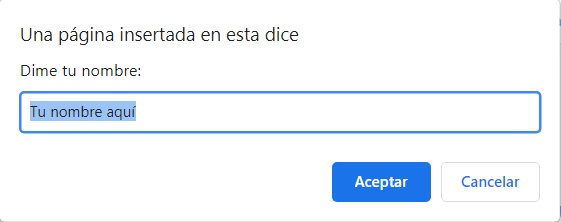 Una página insertada en esta dice
Dime tu nombre:
Tu nombre aquí
Aceptar Cancelar